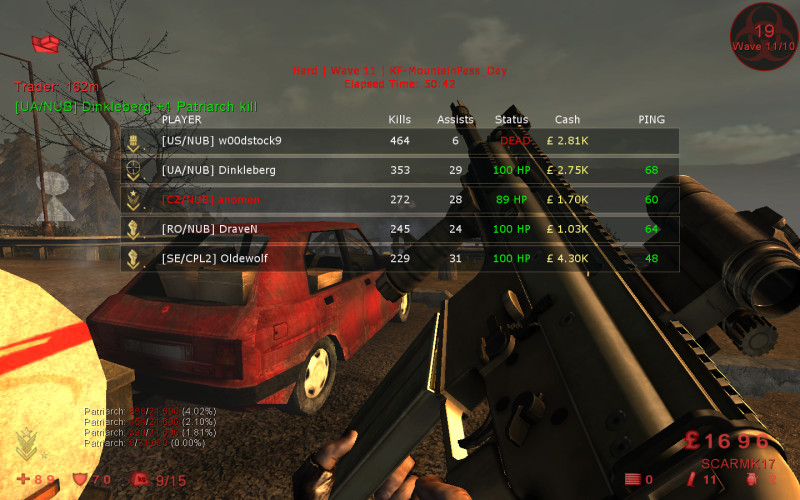 19
Wave 11/10
Hard | Wave 11 | KF-MountainPass_Day
Elapsed Time: 50:42
Trader: 162m
[UA/NUB] Dinkleberg +1 Patriarch kill
PLAYER Kills Assists Status Cash PING
[US/NUB] w00dstock9 464 6 DEAD £ 2.81K
[UA/NUB] Dinkleberg 353 29 100 HP £ 2.75K 68
[CZ/NUB] anomen 272 28 89 HP £ 1.70K 60
[RO/NUB] DraveN 245 24 100 HP £ 1.03K 64
[SE/CPL2] Oldewolf 229 31 100 HP £ 4.30K 48
Patriarch: (4.02%)
Patriarch: (2.10%)
Patriarch: (1.81%)
Patriarch: (0.00%)
£1696
SCARMK17
89 70 9/15 0 11